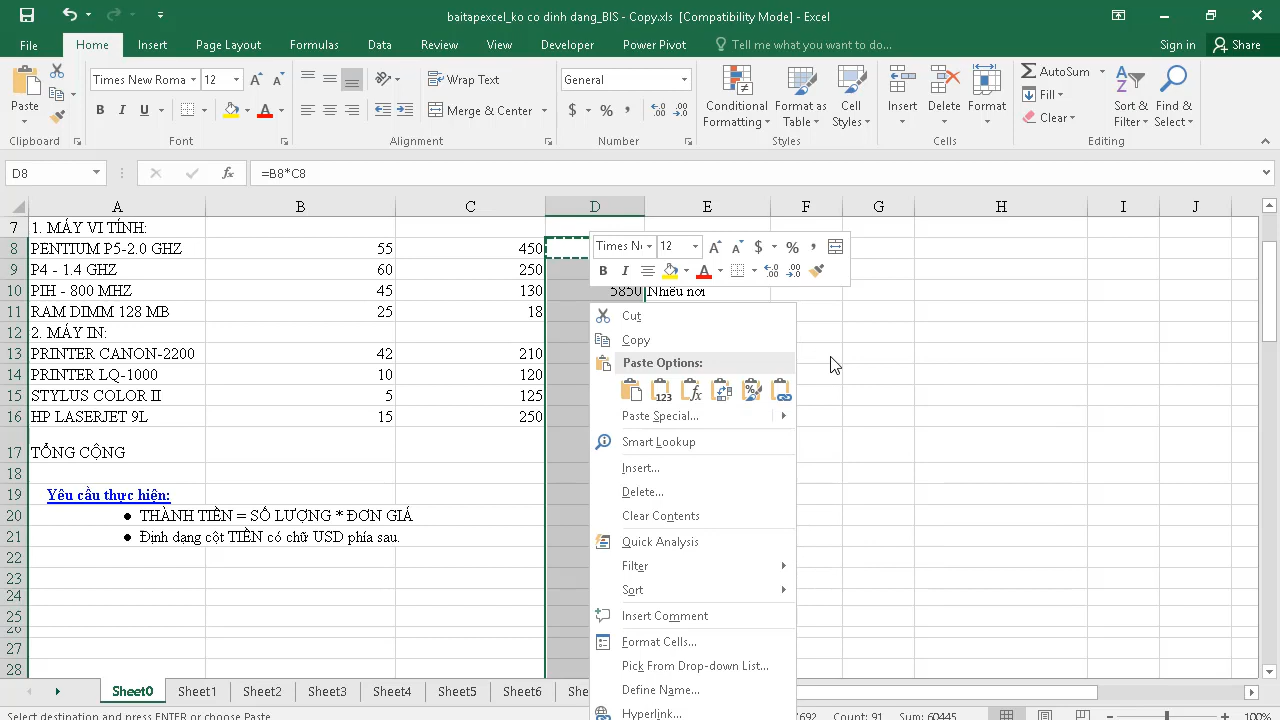 baitapexcel_ko co dinh dang_BIS - Copy.xls [Compatibility Mode] - Excel
File Home Insert Page Layout Formulas Data Review View Developer Power Pivot Tell me what you want to do... Sign in Share
Times New Roma 12 Wrap Text General AutoSum
Paste B I U A Merge & Center $ % , Conditional Formatting Format as Table Cell Styles Insert Delete Format Fill Clear Sort & Filter Find & Select
Clipboard Font Alignment Number Styles Cells Editing
D8 fx =B8*C8
A B C D E F G H I J
7 1. MÁY VI TÍNH:
8 PENTIUM P5-2.0 GHZ 55 450
9 P4 - 1.4 GHZ 60 250
10 PIH - 800 MHZ 45 130 5850 Nhiều nơi
11 RAM DIMM 128 MB 25 18
12 2. MÁY IN:
13 PRINTER CANON-2200 42 210
14 PRINTER LQ-1000 10 120
15 STYLUS COLOR II 5 125
16 HP LASERJET 9L 15 250
17 TỔNG CỘNG
18
19 Yêu cầu thực hiện:
20 ● THÀNH TIỀN = SỐ LƯỢNG * ĐƠN GIÁ
21 ● Định dạng cột TIỀN có chữ USD phía sau.
22
23
24
25
26
27
28
Times N 12 A A $ % ,
B I A
Cut
Copy
Paste Options:
123 fx %
Paste Special...
Smart Lookup
Insert...
Delete...
Clear Contents
Quick Analysis
Filter
Sort
Insert Comment
Format Cells...
Pick From Drop-down List...
Define Name...
Hyperlink...
Sheet0 Sheet1 Sheet2 Sheet3 Sheet4 Sheet5 Sheet6
Select destination and press ENTER or choose Paste Count: 91 Sum: 60445 100%